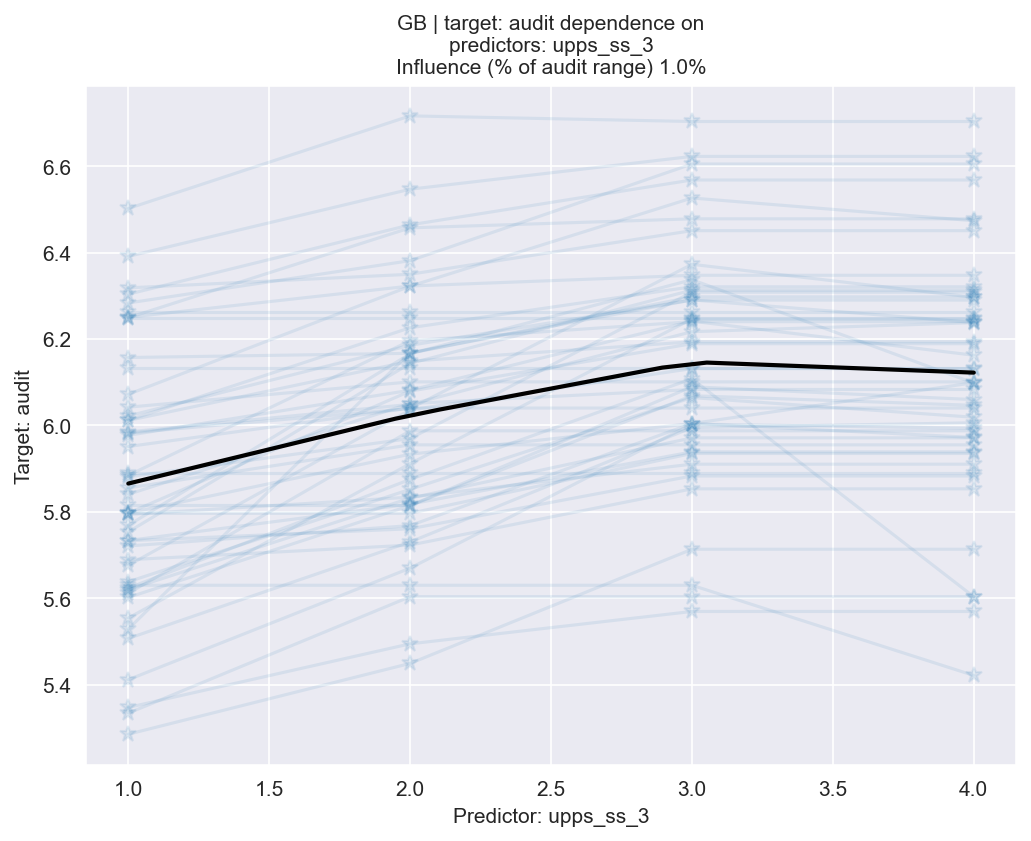 GB | target: audit dependence on
predictors: upps_ss_3
Influence (% of audit range) 1.0%
Target: audit
6.6
6.4
6.2
6.0
5.8
5.6
5.4
1.0 1.5 2.0 2.5 3.0 3.5 4.0
Predictor: upps_ss_3